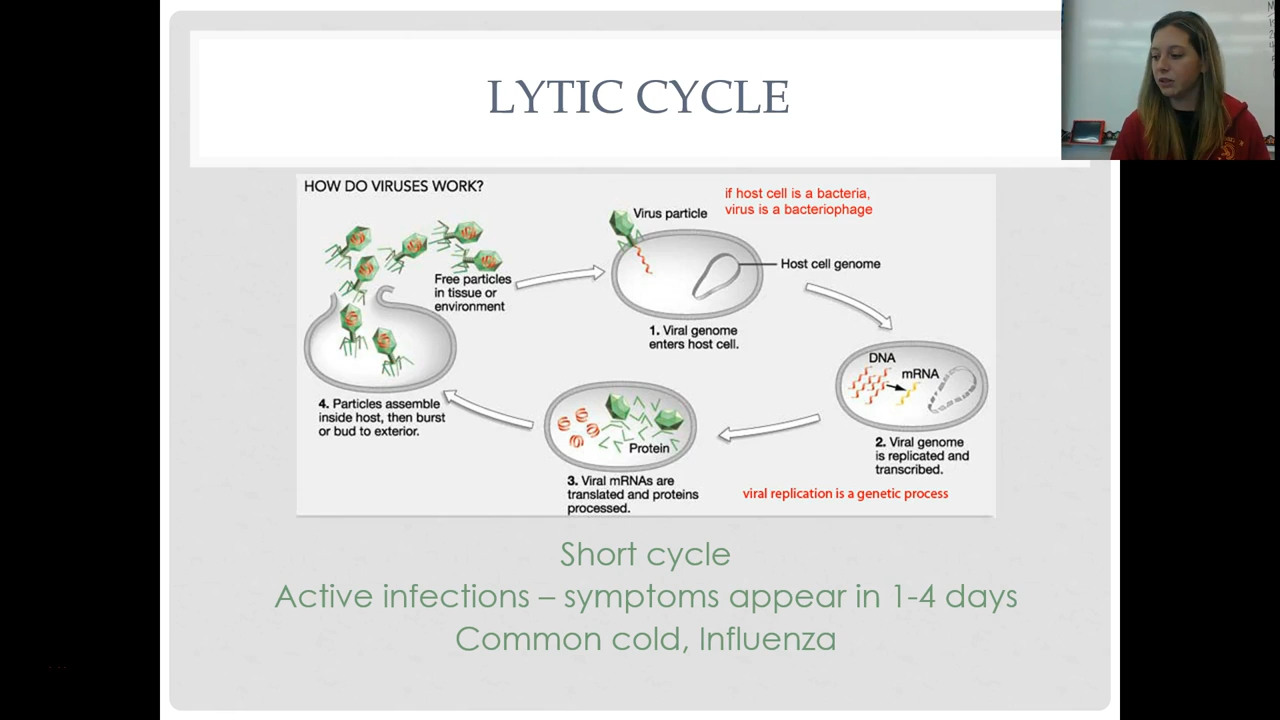 LYTIC CYCLE
HOW DO VIRUSES WORK?
if host cell is a bacteria,
virus is a bacteriophage
Virus particle
Host cell genome
Free particles
in tissue or
environment
1. Viral genome
enters host cell.
DNA
mRNA
2. Viral genome
is replicated and
transcribed.
Protein
3. Viral mRNAs are
translated and proteins
processed.
4. Particles assemble
inside host, then burst
or bud to exterior.
viral replication is a genetic process
Short cycle
Active infections – symptoms appear in 1-4 days
Common cold, Influenza